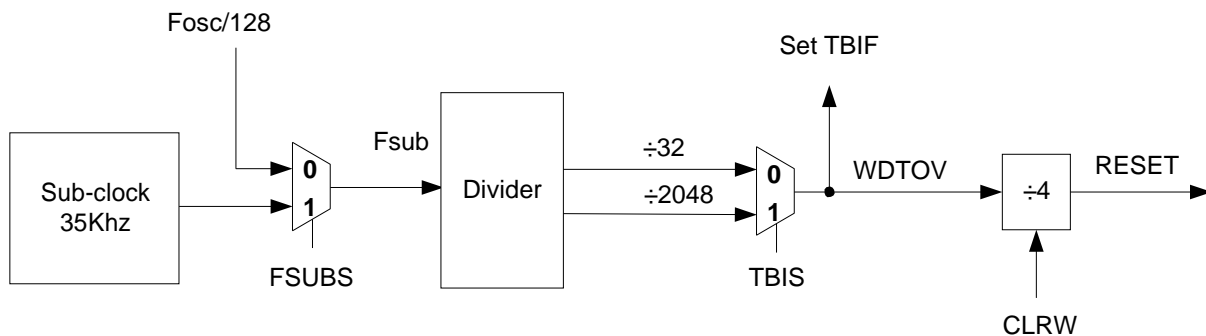 Fosc/128
Set TBIF
Sub-clock
35Khz
0
1
FSUBS
Fsub
Divider
÷32
÷2048
0
1
TBIS
WDTOV
÷4
RESET
CLRW